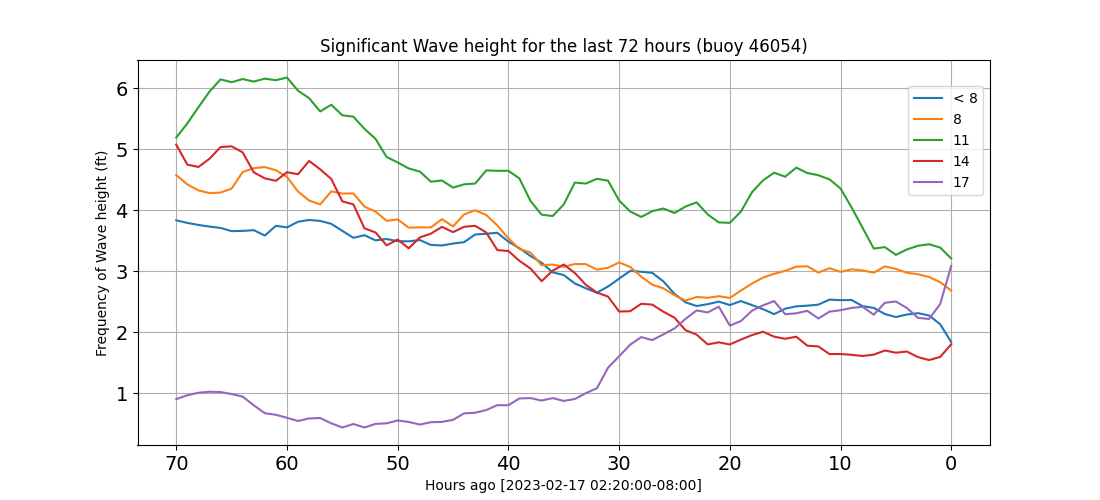 Significant Wave height for the last 72 hours (buoy 46054)
Frequency of Wave height (ft)
6
5
4
3
2
1
< 8
8
11
14
17
70 60 50 40 30 20 10 0
Hours ago [2023-02-17 02:20:00-08:00]